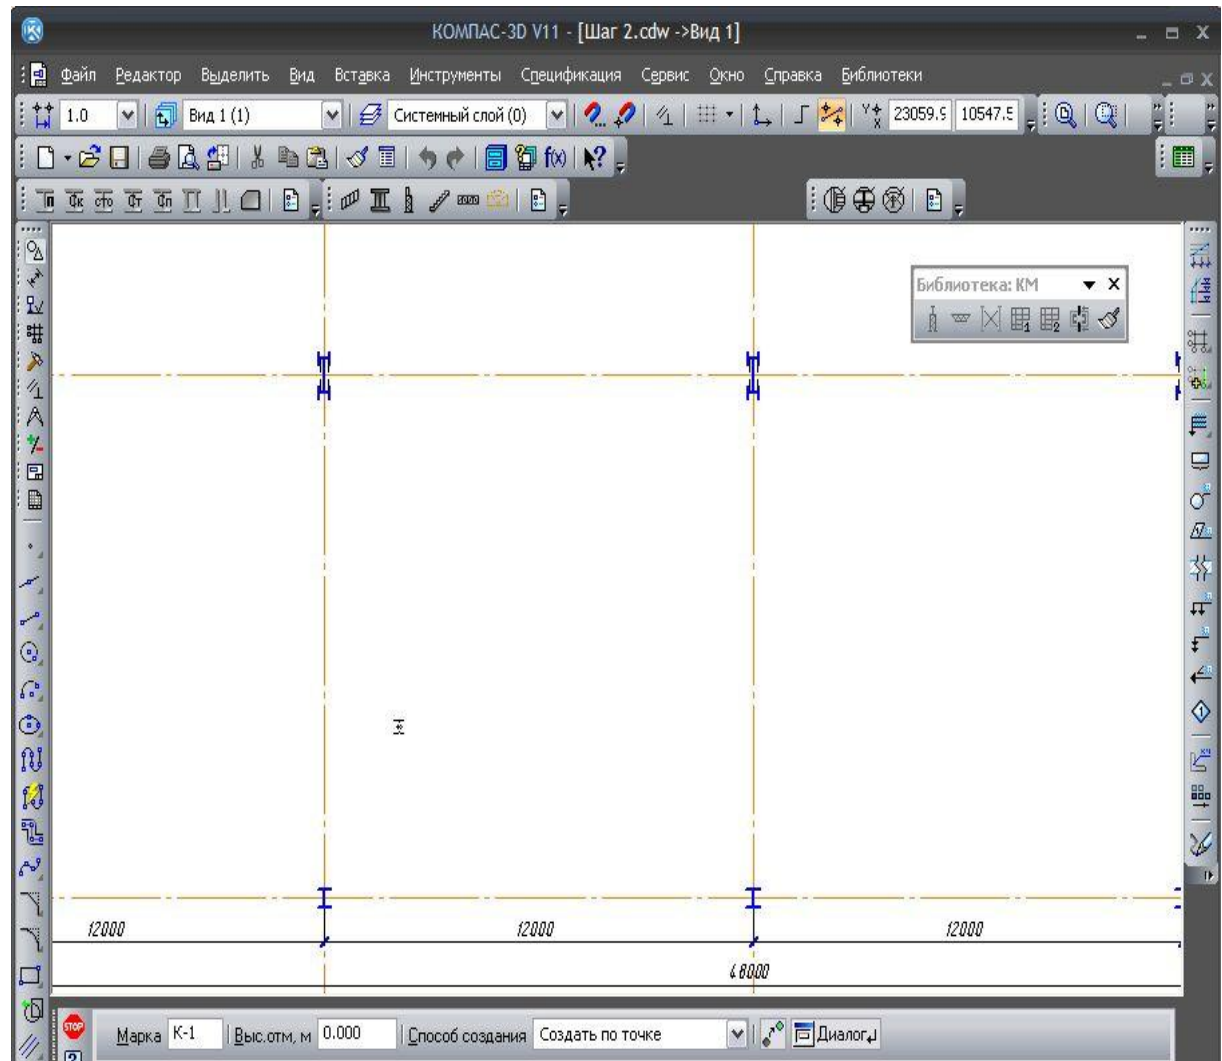 КОМПАС-3D V11 - [Шаг 2.cdw ->Вид 1]
Файл Редактор Выделить Вид Вставка Инструменты Спецификация Сервис Окно Справка Библиотеки
1.0 Вид 1 (1) Системный слой (0) 23059.9 10547.5
Библиотека: КМ
12000 12000 12000
48000
STOP Марка К-1 Выс.отм, м 0.000 Способ создания Создать по точке Диалог